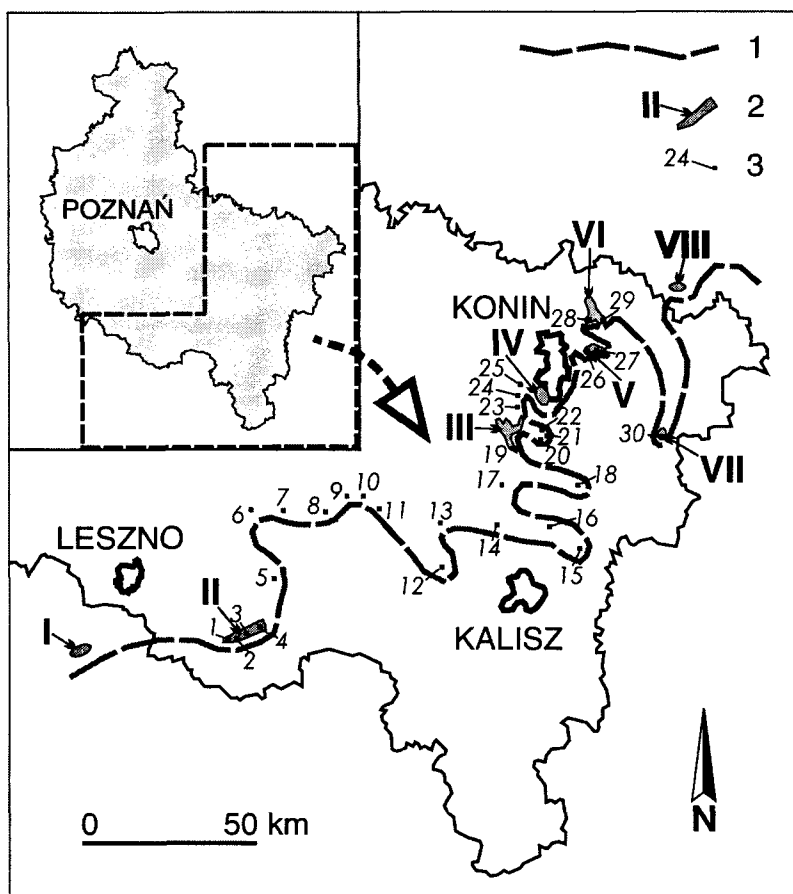 1
II 2
24 3
POZNAŃ
VI
VIII
KONIN
28 29
IV
27
25
26
24
V
23
22
III
21
30
19 20
VII
17 18
9 10
7 8
6 11
13
16
14
LESZNO
15
12
5
II
3
1
I
4
2
KALISZ
0 50 km
N